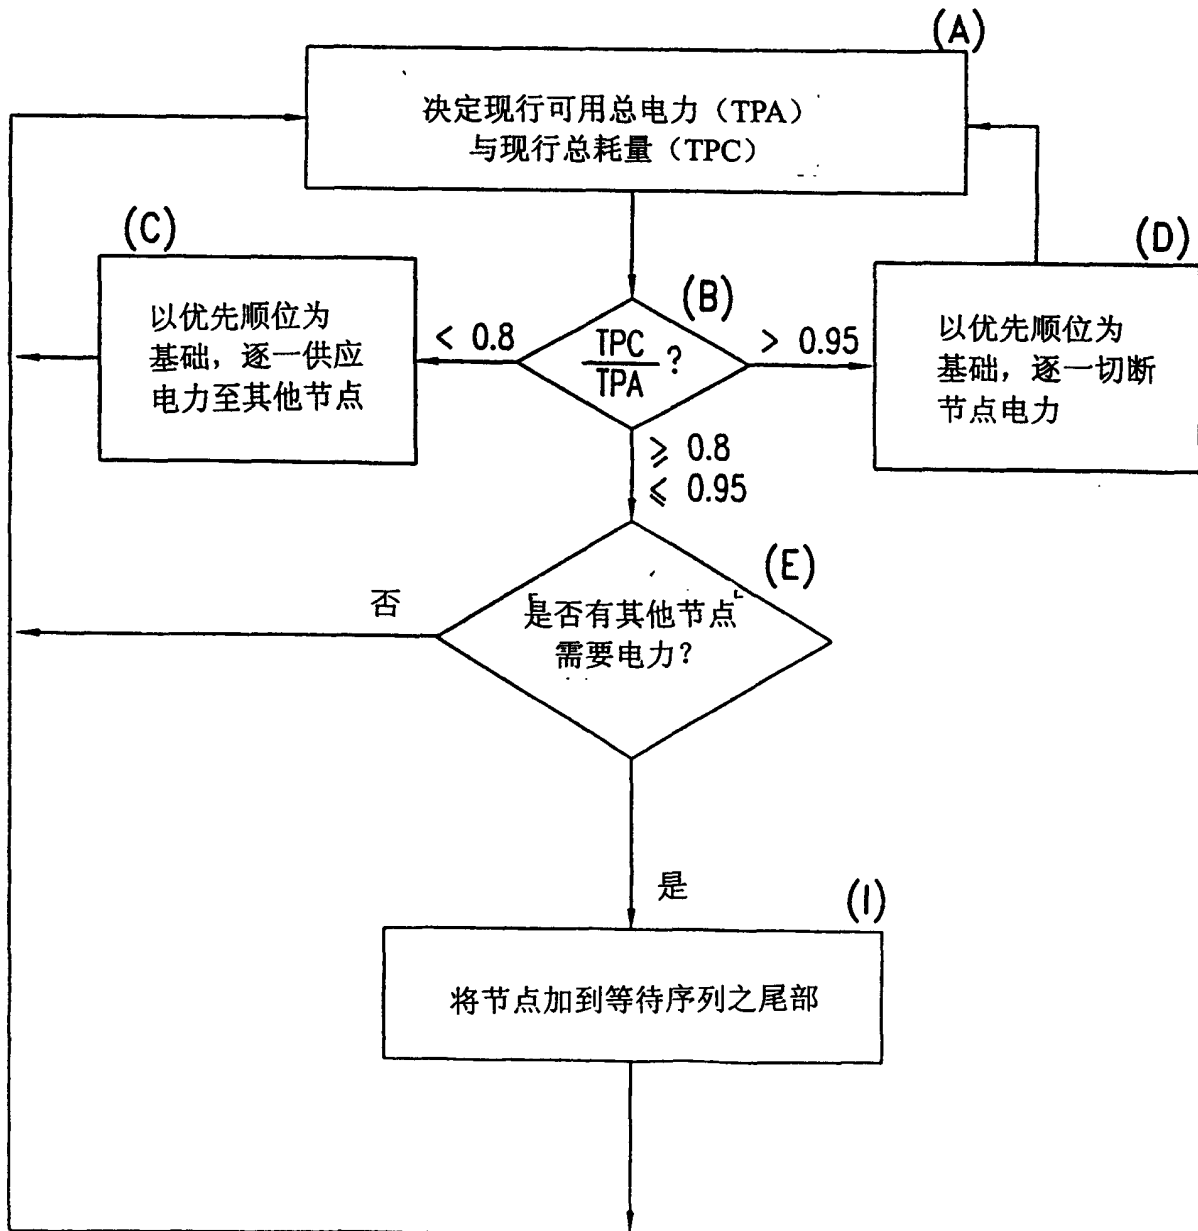 (A)
决定现行可用总电力（TPA）
与现行总耗量（TPC）
(C)
以优先顺位为
基础，逐一供应
电力至其他节点
< 0.8
(B)
TPC
TPA
?
> 0.95
(D)
以优先顺位为
基础，逐一切断
节点电力
⩾ 0.8
⩽ 0.95
(E)
是否有其他节点
需要电力？
否
是
(I)
将节点加到等待序列之尾部